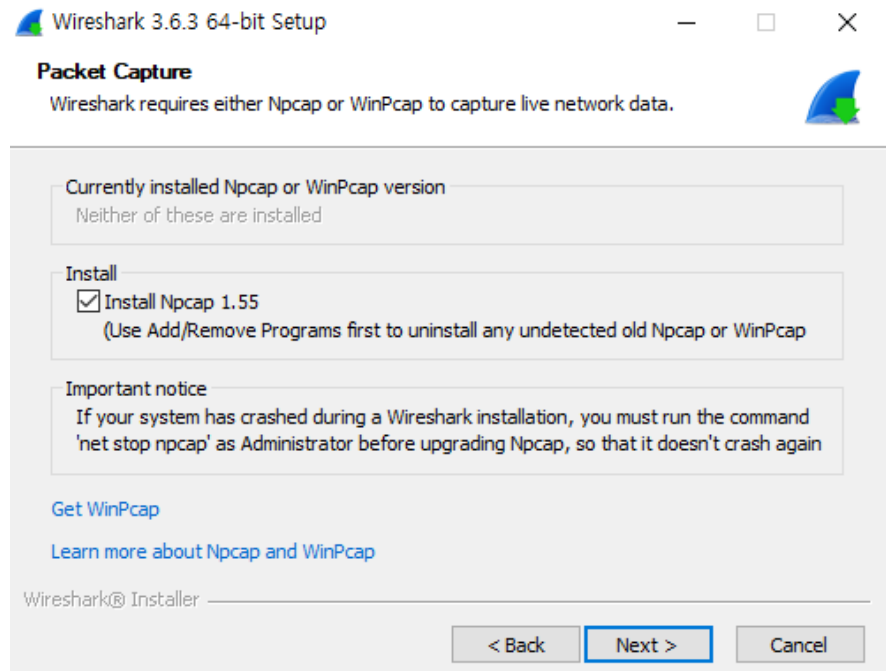 Wireshark 3.6.3 64-bit Setup
Packet Capture
Wireshark requires either Npcap or WinPcap to capture live network data.
Currently installed Npcap or WinPcap version
Neither of these are installed
Install
Install Npcap 1.55
(Use Add/Remove Programs first to uninstall any undetected old Npcap or WinPcap
Important notice
If your system has crashed during a Wireshark installation, you must run the command
'net stop npcap' as Administrator before upgrading Npcap, so that it doesn't crash again
Get WinPcap
Learn more about Npcap and WinPcap
Wireshark® Installer
< Back Next > Cancel